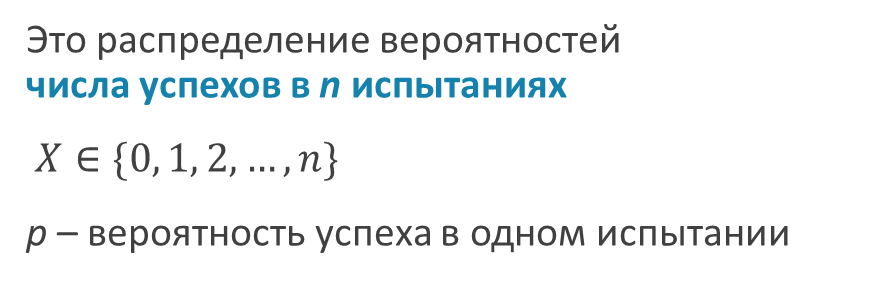 Это распределение вероятностей
числа успехов в n испытаниях
X ∈ {0, 1, 2, … , n}
p – вероятность успеха в одном испытании